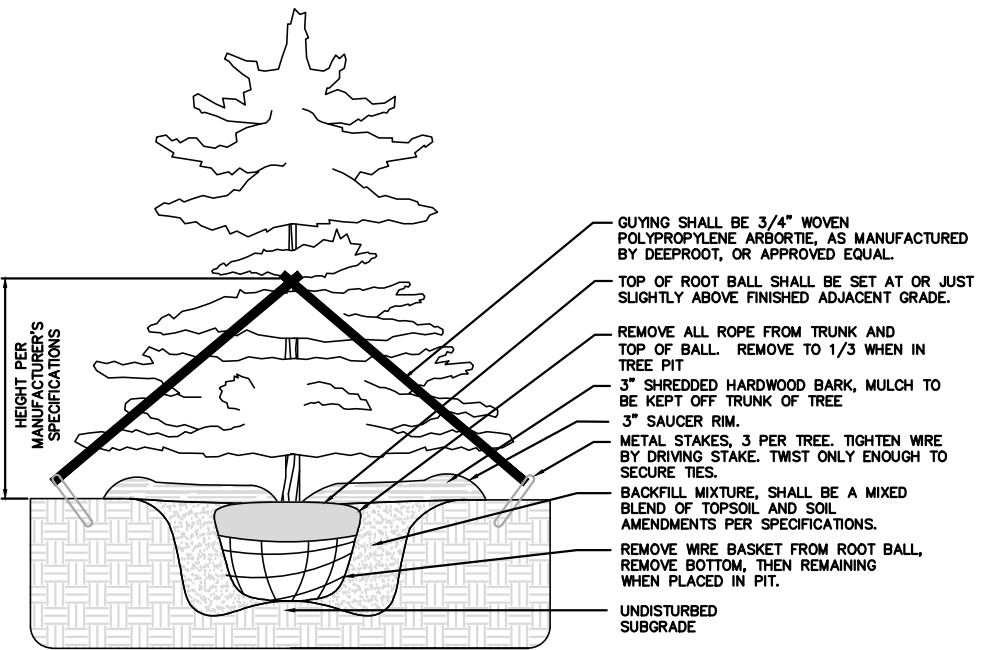 GUYING SHALL BE 3/4" WOVEN
POLYPROPYLENE ARBORTIE, AS MANUFACTURED
BY DEEPROOT, OR APPROVED EQUAL.
TOP OF ROOT BALL SHALL BE SET AT OR JUST
SLIGHTLY ABOVE FINISHED ADJACENT GRADE.
REMOVE ALL ROPE FROM TRUNK AND
TOP OF BALL. REMOVE TO 1/3 WHEN IN
TREE PIT
3" SHREDDED HARDWOOD BARK, MULCH TO
BE KEPT OFF TRUNK OF TREE
3" SAUCER RIM.
METAL STAKES, 3 PER TREE. TIGHTEN WIRE
BY DRIVING STAKE. TWIST ONLY ENOUGH TO
SECURE TIES.
BACKFILL MIXTURE, SHALL BE A MIXED
BLEND OF TOPSOIL AND SOIL
AMENDMENTS PER SPECIFICATIONS.
REMOVE WIRE BASKET FROM ROOT BALL,
REMOVE BOTTOM, THEN REMAINING
WHEN PLACED IN PIT.
UNDISTURBED
SUBGRADE
HEIGHT PER
MANUFACTURER'S
SPECIFICATIONS